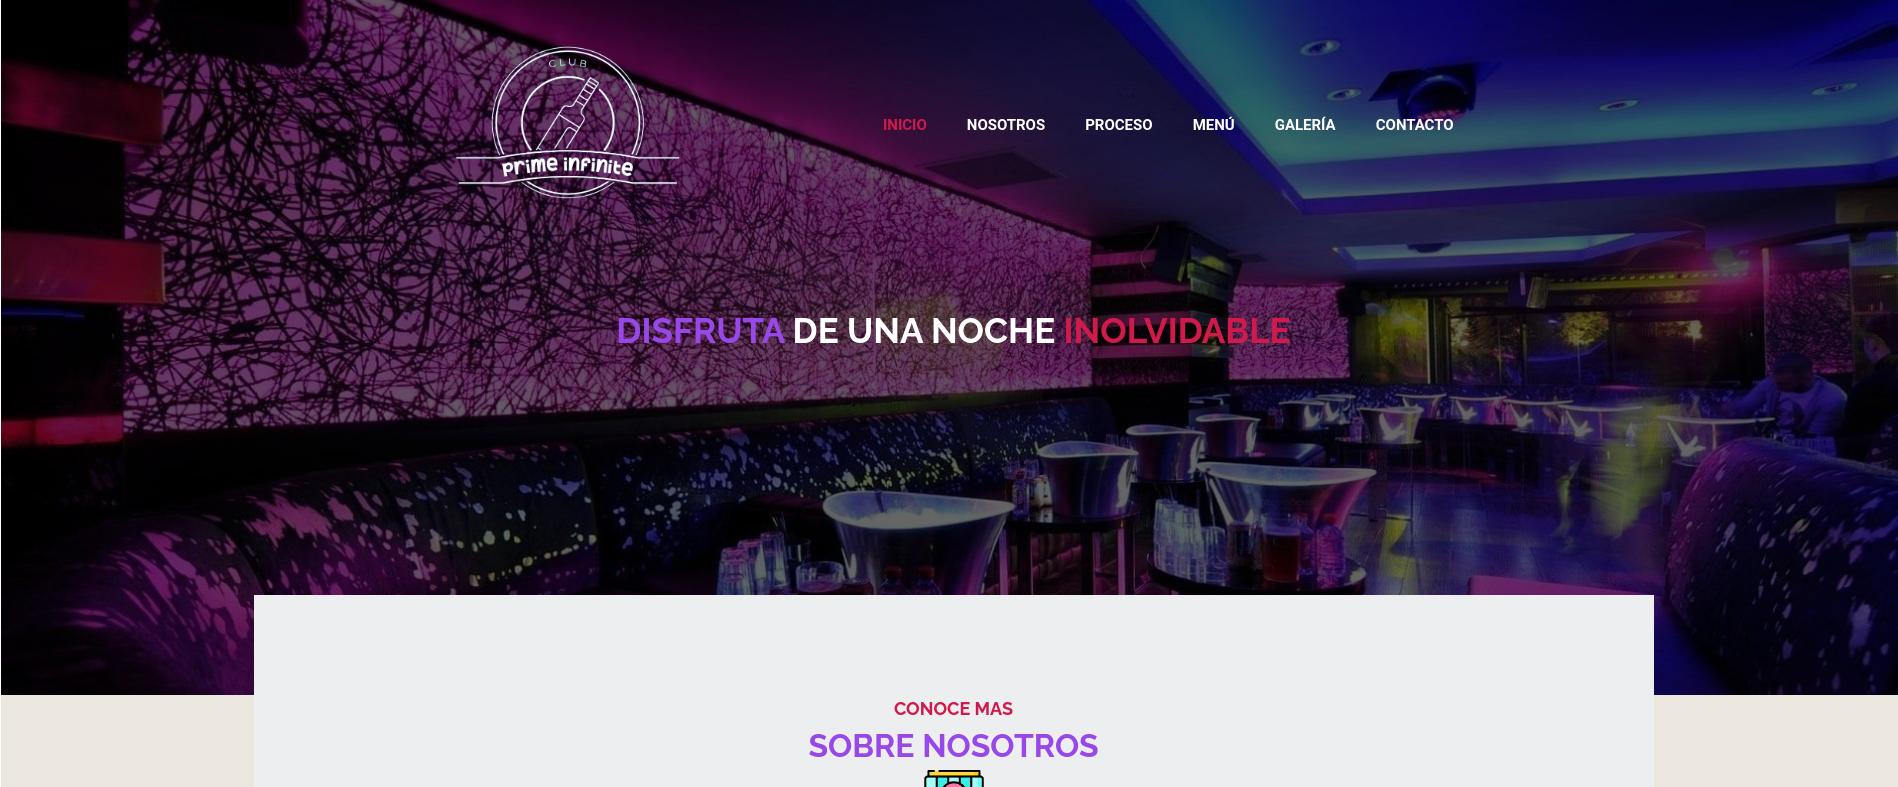 CLUB
prime infinite
INICIO NOSOTROS PROCESO MENÚ GALERÍA CONTACTO
DISFRUTA DE UNA NOCHE INOLVIDABLE
CONOCE MAS
SOBRE NOSOTROS